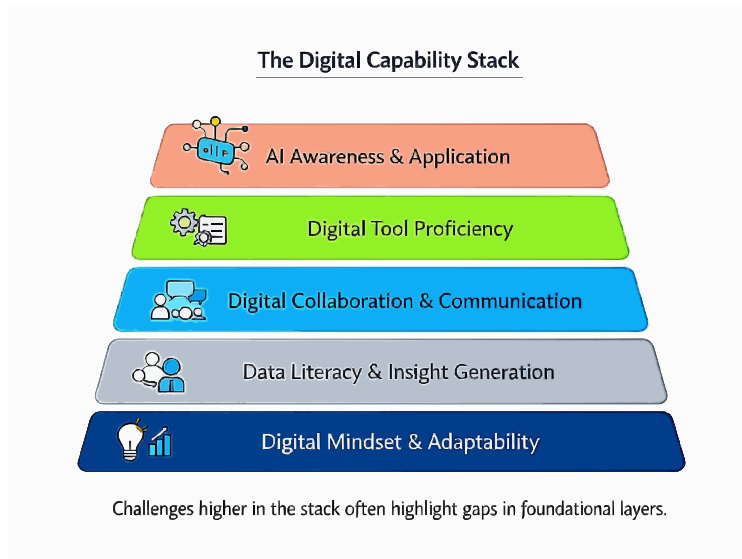 The Digital Capability Stack
AI Awareness & Application
Digital Tool Proficiency
Digital Collaboration & Communication
Data Literacy & Insight Generation
Digital Mindset & Adaptability
Challenges higher in the stack often highlight gaps in foundational layers.